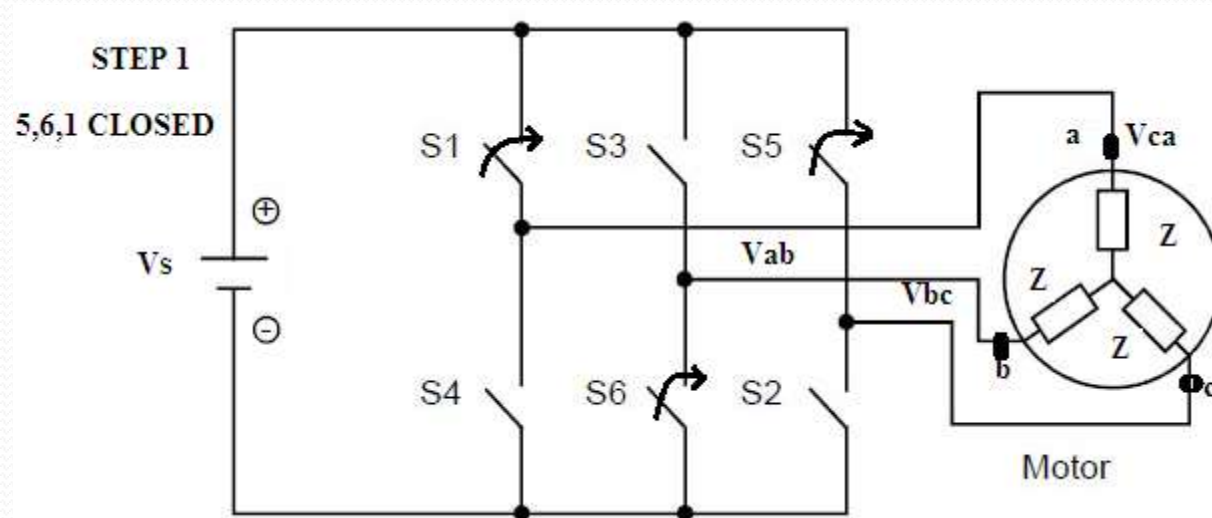 STEP 1
5,6,1 CLOSED
S1
S3
S5
a
Vca
Vs
+
-
Vab
Vbc
Z
Z
Z
b
c
S4
S6
S2
Motor